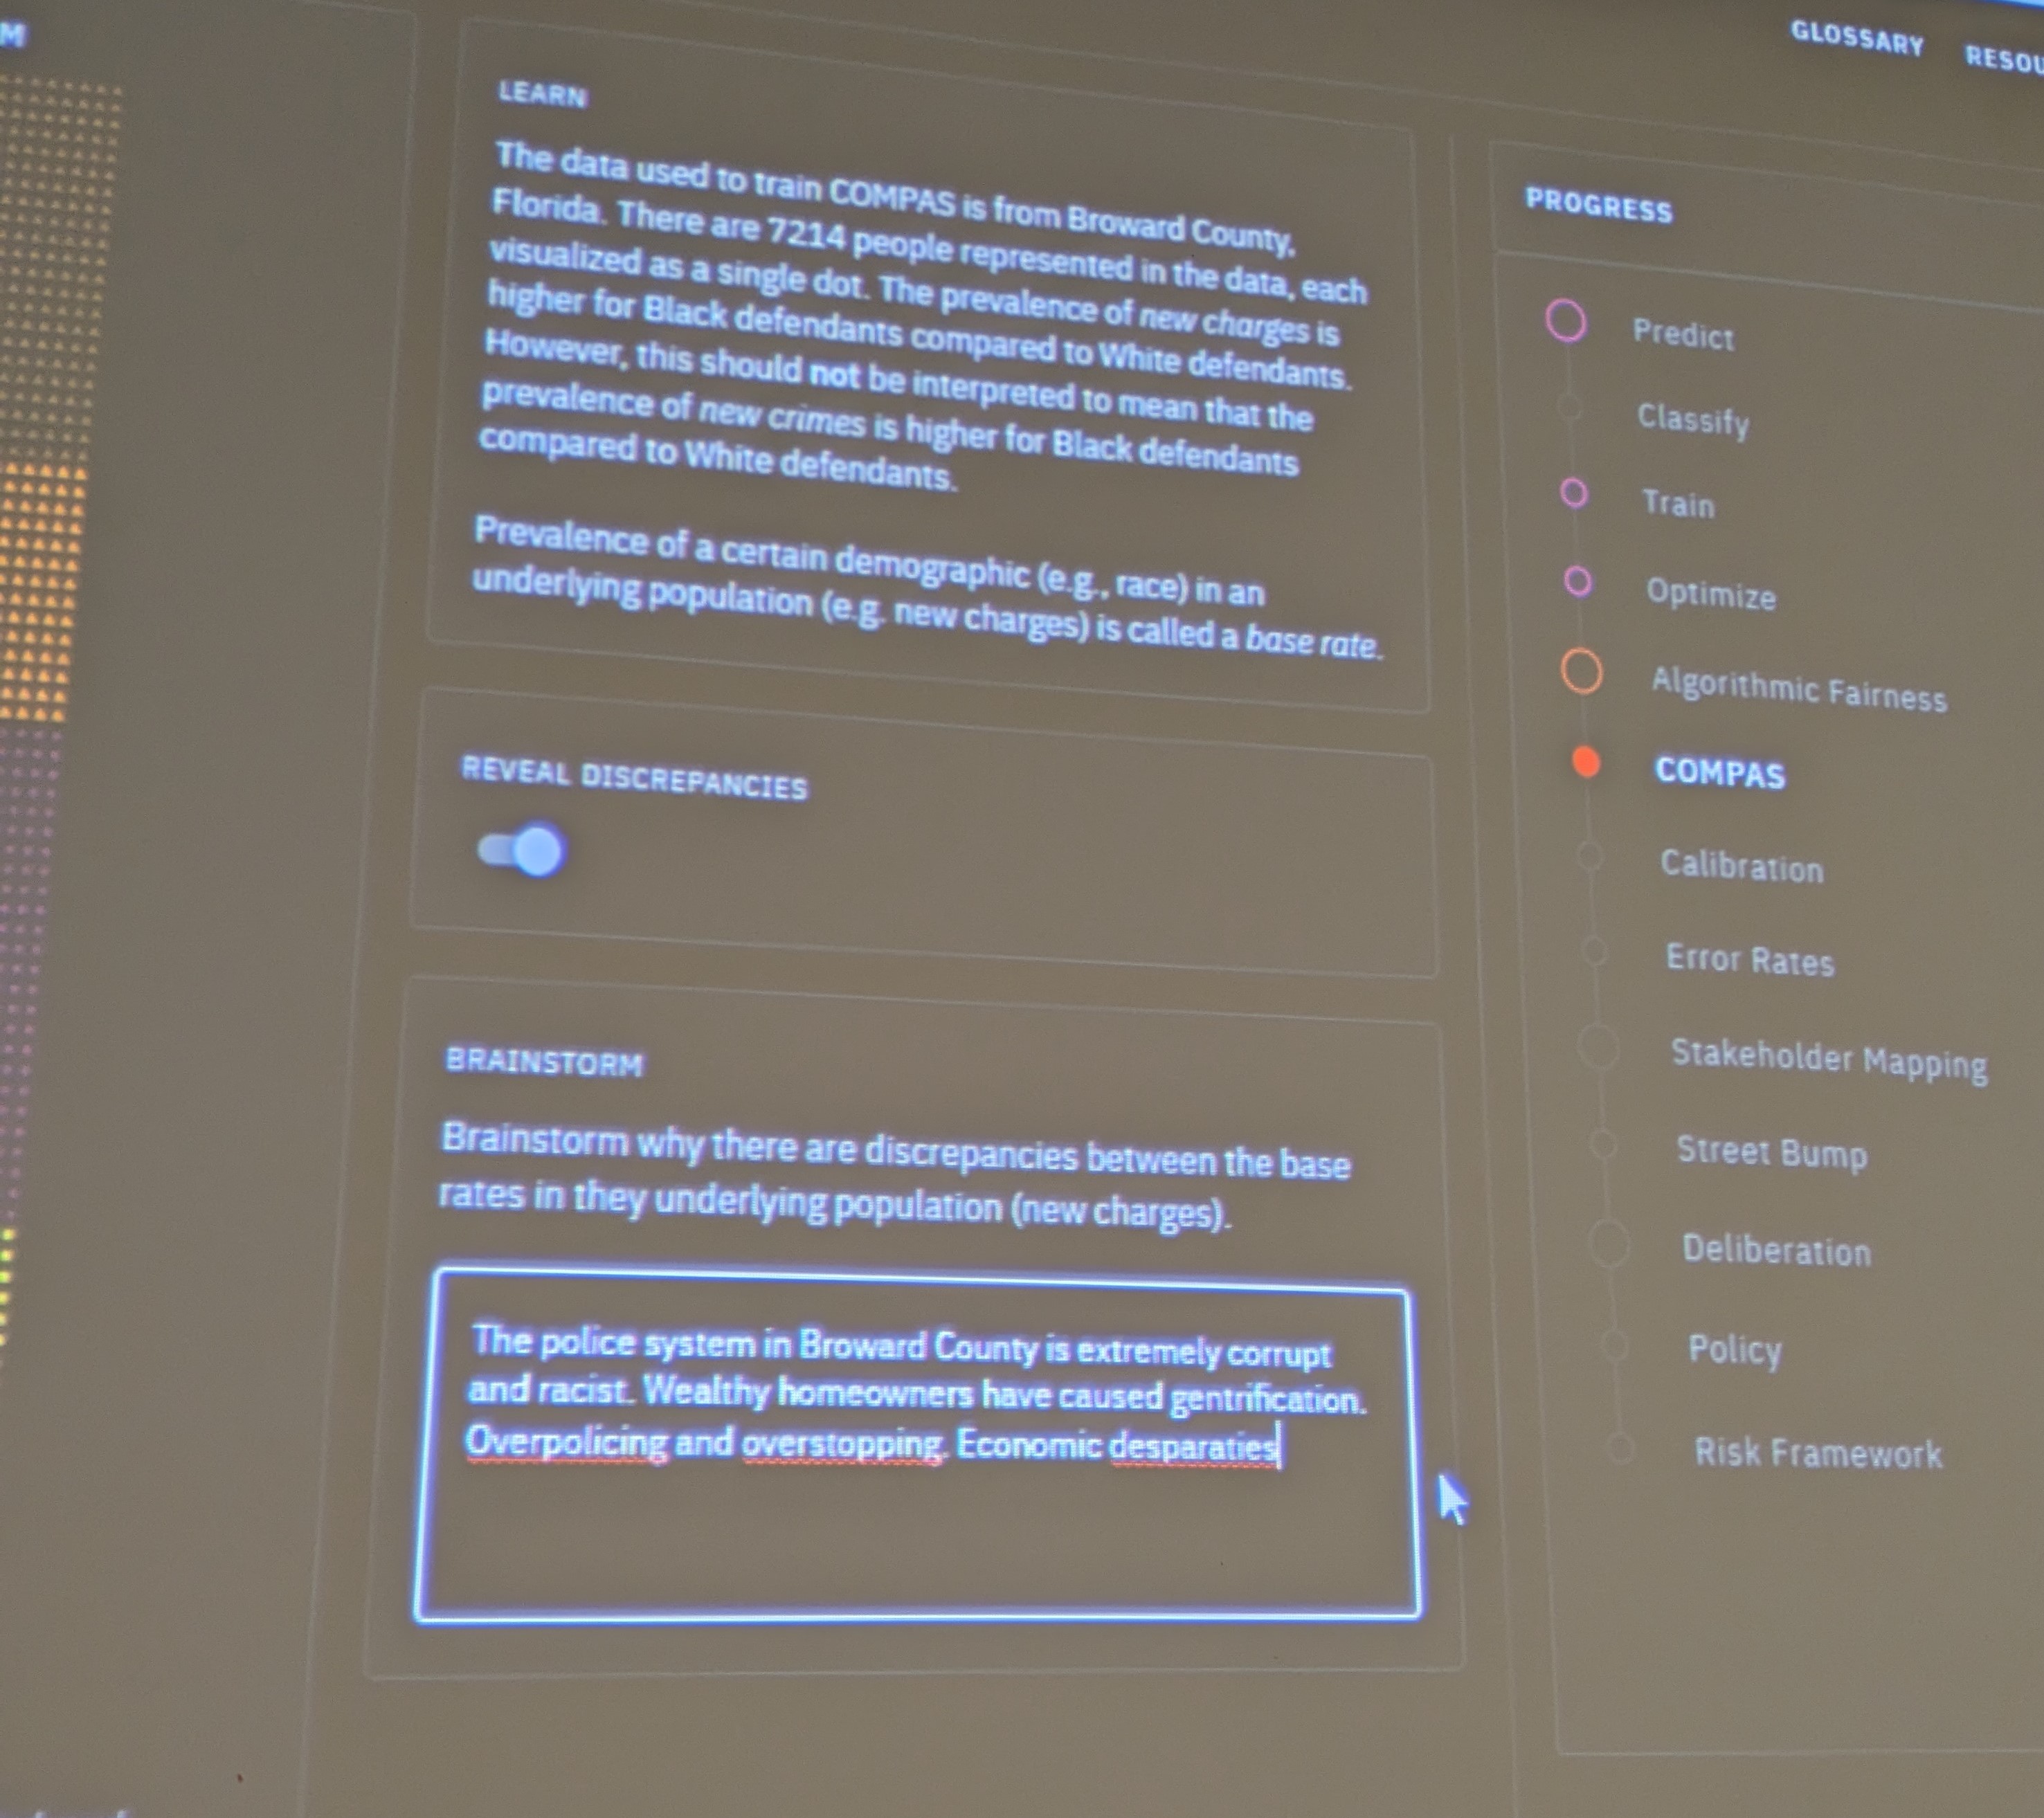 GLOSSARY
LEARN
The data used to train COMPAS is from Broward County,
Florida. There are 7214 people represented in the data, each
visualized as a single dot. The prevalence of new charges is
higher for Black defendants compared to White defendants.
However, this should not be interpreted to mean that the
prevalence of new crimes is higher for Black defendants
compared to White defendants.
Prevalence of a certain demographic (e.g., race) in an
underlying population (e.g. new charges) is called a base rate.
REVEAL DISCREPANCIES
BRAINSTORM
Brainstorm why there are discrepancies between the base
rates in they underlying population (new charges).
The police system in Broward County is extremely corrupt
and racist. Wealthy homeowners have caused gentrification.
Overpolicing and overstopping. Economic desparaties
PROGRESS
Predict
Classify
Train
Optimize
Algorithmic Fairness
COMPAS
Calibration
Error Rates
Stakeholder Mapping
Street Bump
Deliberation
Policy
Risk Framework